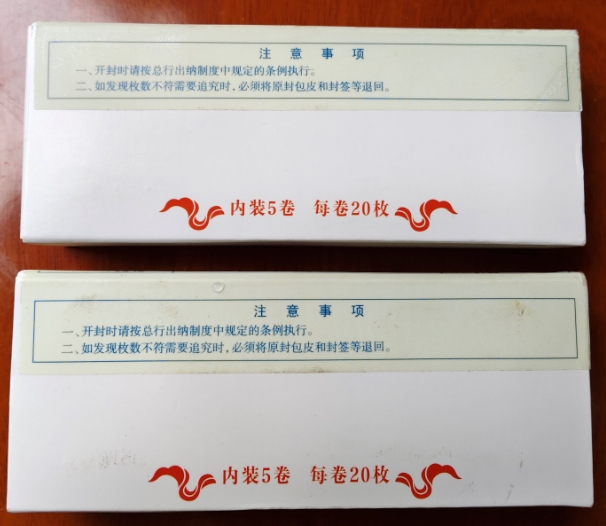 注意事项
一、开封时请按总行出纳制度中规定的条例执行。
二、如发现枚数不符需要追究时，必须将原封包皮和封签等退回。
内装5卷 每卷20枚
注意事项
一、开封时请按总行出纳制度中规定的条例执行。
二、如发现枚数不符需要追究时，必须将原封包皮和封签等退回。
内装5卷 每卷20枚